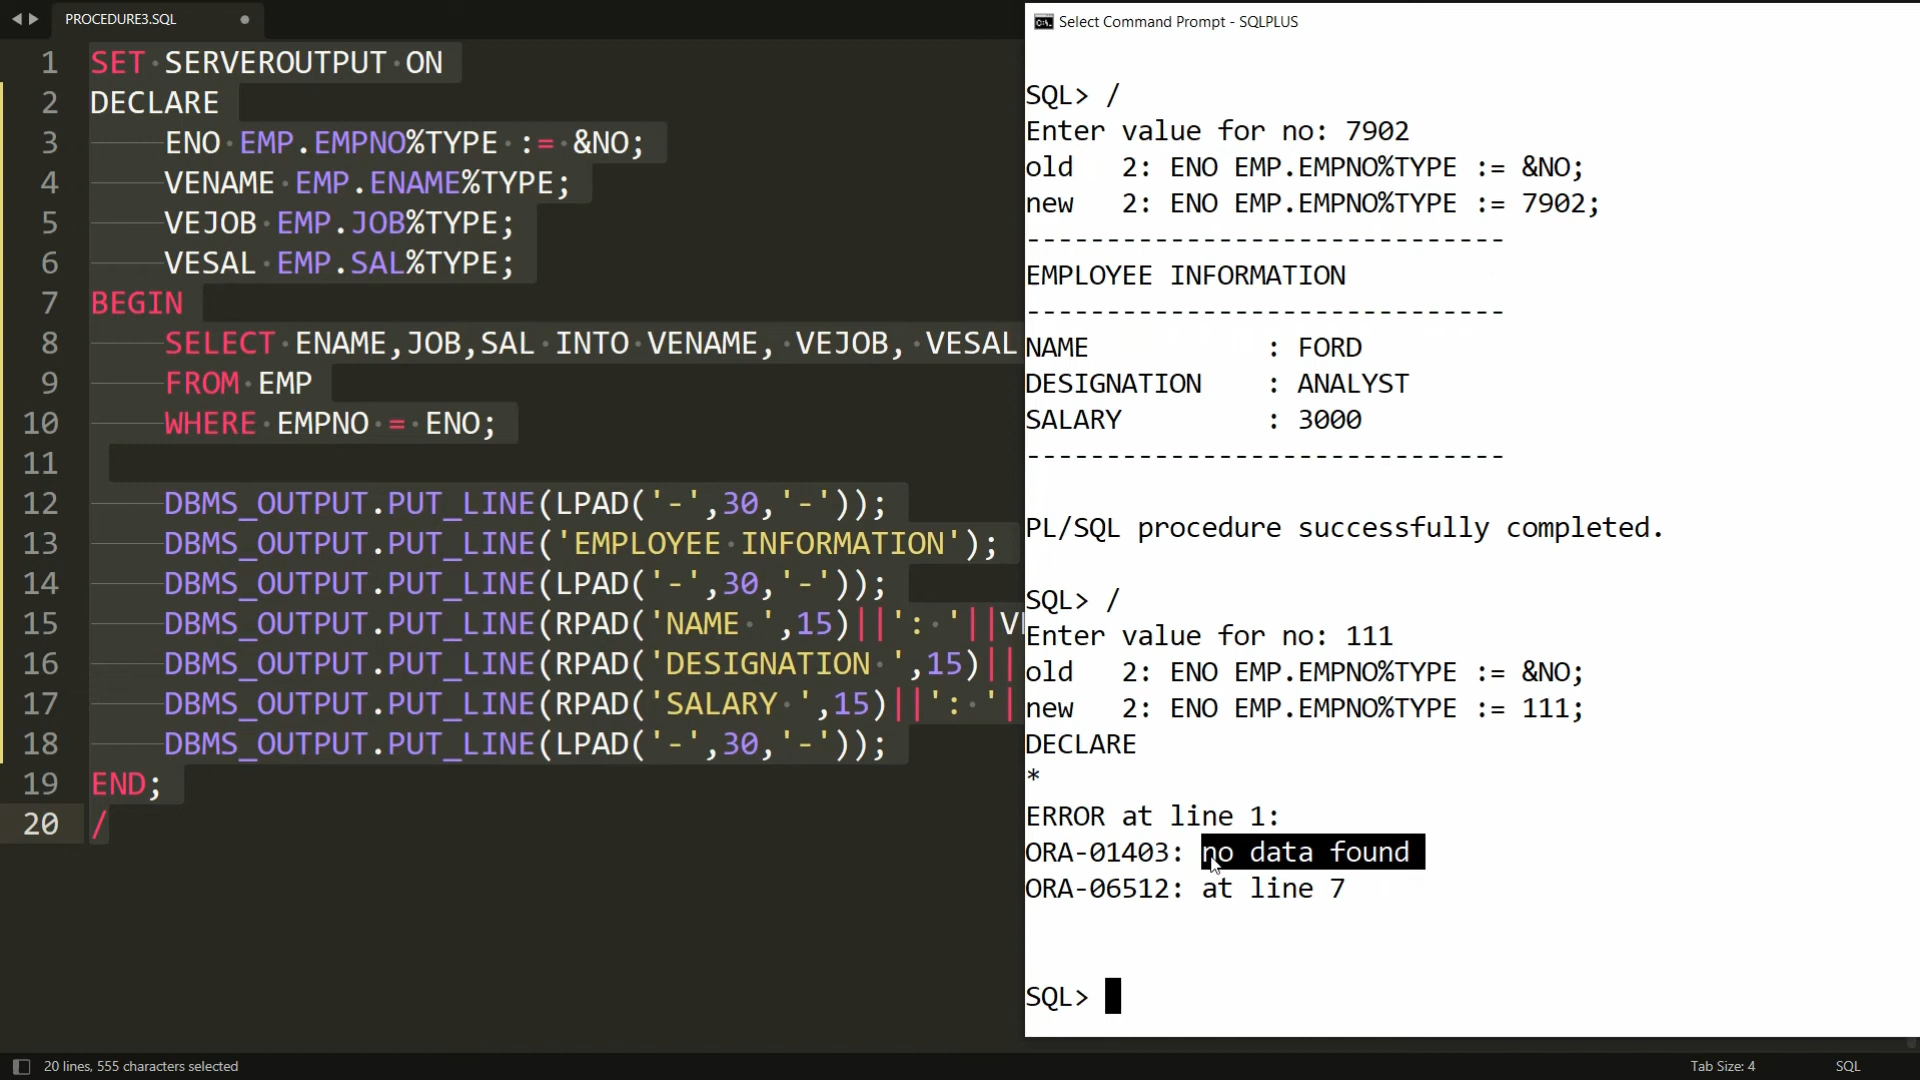 PROCEDURE3.SQL
1 SET SERVEROUTPUT ON
2 DECLARE
3 ENO EMP.EMPNO%TYPE := &NO;
4 VENAME EMP.ENAME%TYPE;
5 VEJOB EMP.JOB%TYPE;
6 VESAL EMP.SAL%TYPE;
7 BEGIN
8 SELECT ENAME,JOB,SAL INTO VENAME, VEJOB, VESAL
9 FROM EMP
10 WHERE EMPNO = ENO;
11
12 DBMS_OUTPUT.PUT_LINE(LPAD('-',30,'-'));
13 DBMS_OUTPUT.PUT_LINE('EMPLOYEE INFORMATION');
14 DBMS_OUTPUT.PUT_LINE(LPAD('-',30,'-'));
15 DBMS_OUTPUT.PUT_LINE(RPAD('NAME ',15)||': '||V
16 DBMS_OUTPUT.PUT_LINE(RPAD('DESIGNATION ',15)||
17 DBMS_OUTPUT.PUT_LINE(RPAD('SALARY ',15)||': '|
18 DBMS_OUTPUT.PUT_LINE(LPAD('-',30,'-'));
19 END;
20 /
20 lines, 555 characters selected
Select Command Prompt - SQLPLUS
SQL> /
Enter value for no: 7902
old 2: ENO EMP.EMPNO%TYPE := &NO;
new 2: ENO EMP.EMPNO%TYPE := 7902;
------------------------------
EMPLOYEE INFORMATION
------------------------------
NAME : FORD
DESIGNATION : ANALYST
SALARY : 3000
------------------------------
PL/SQL procedure successfully completed.
SQL> /
Enter value for no: 111
old 2: ENO EMP.EMPNO%TYPE := &NO;
new 2: ENO EMP.EMPNO%TYPE := 111;
DECLARE
*
ERROR at line 1:
ORA-01403: no data found
ORA-06512: at line 7
SQL>
Tab Size: 4
SQL